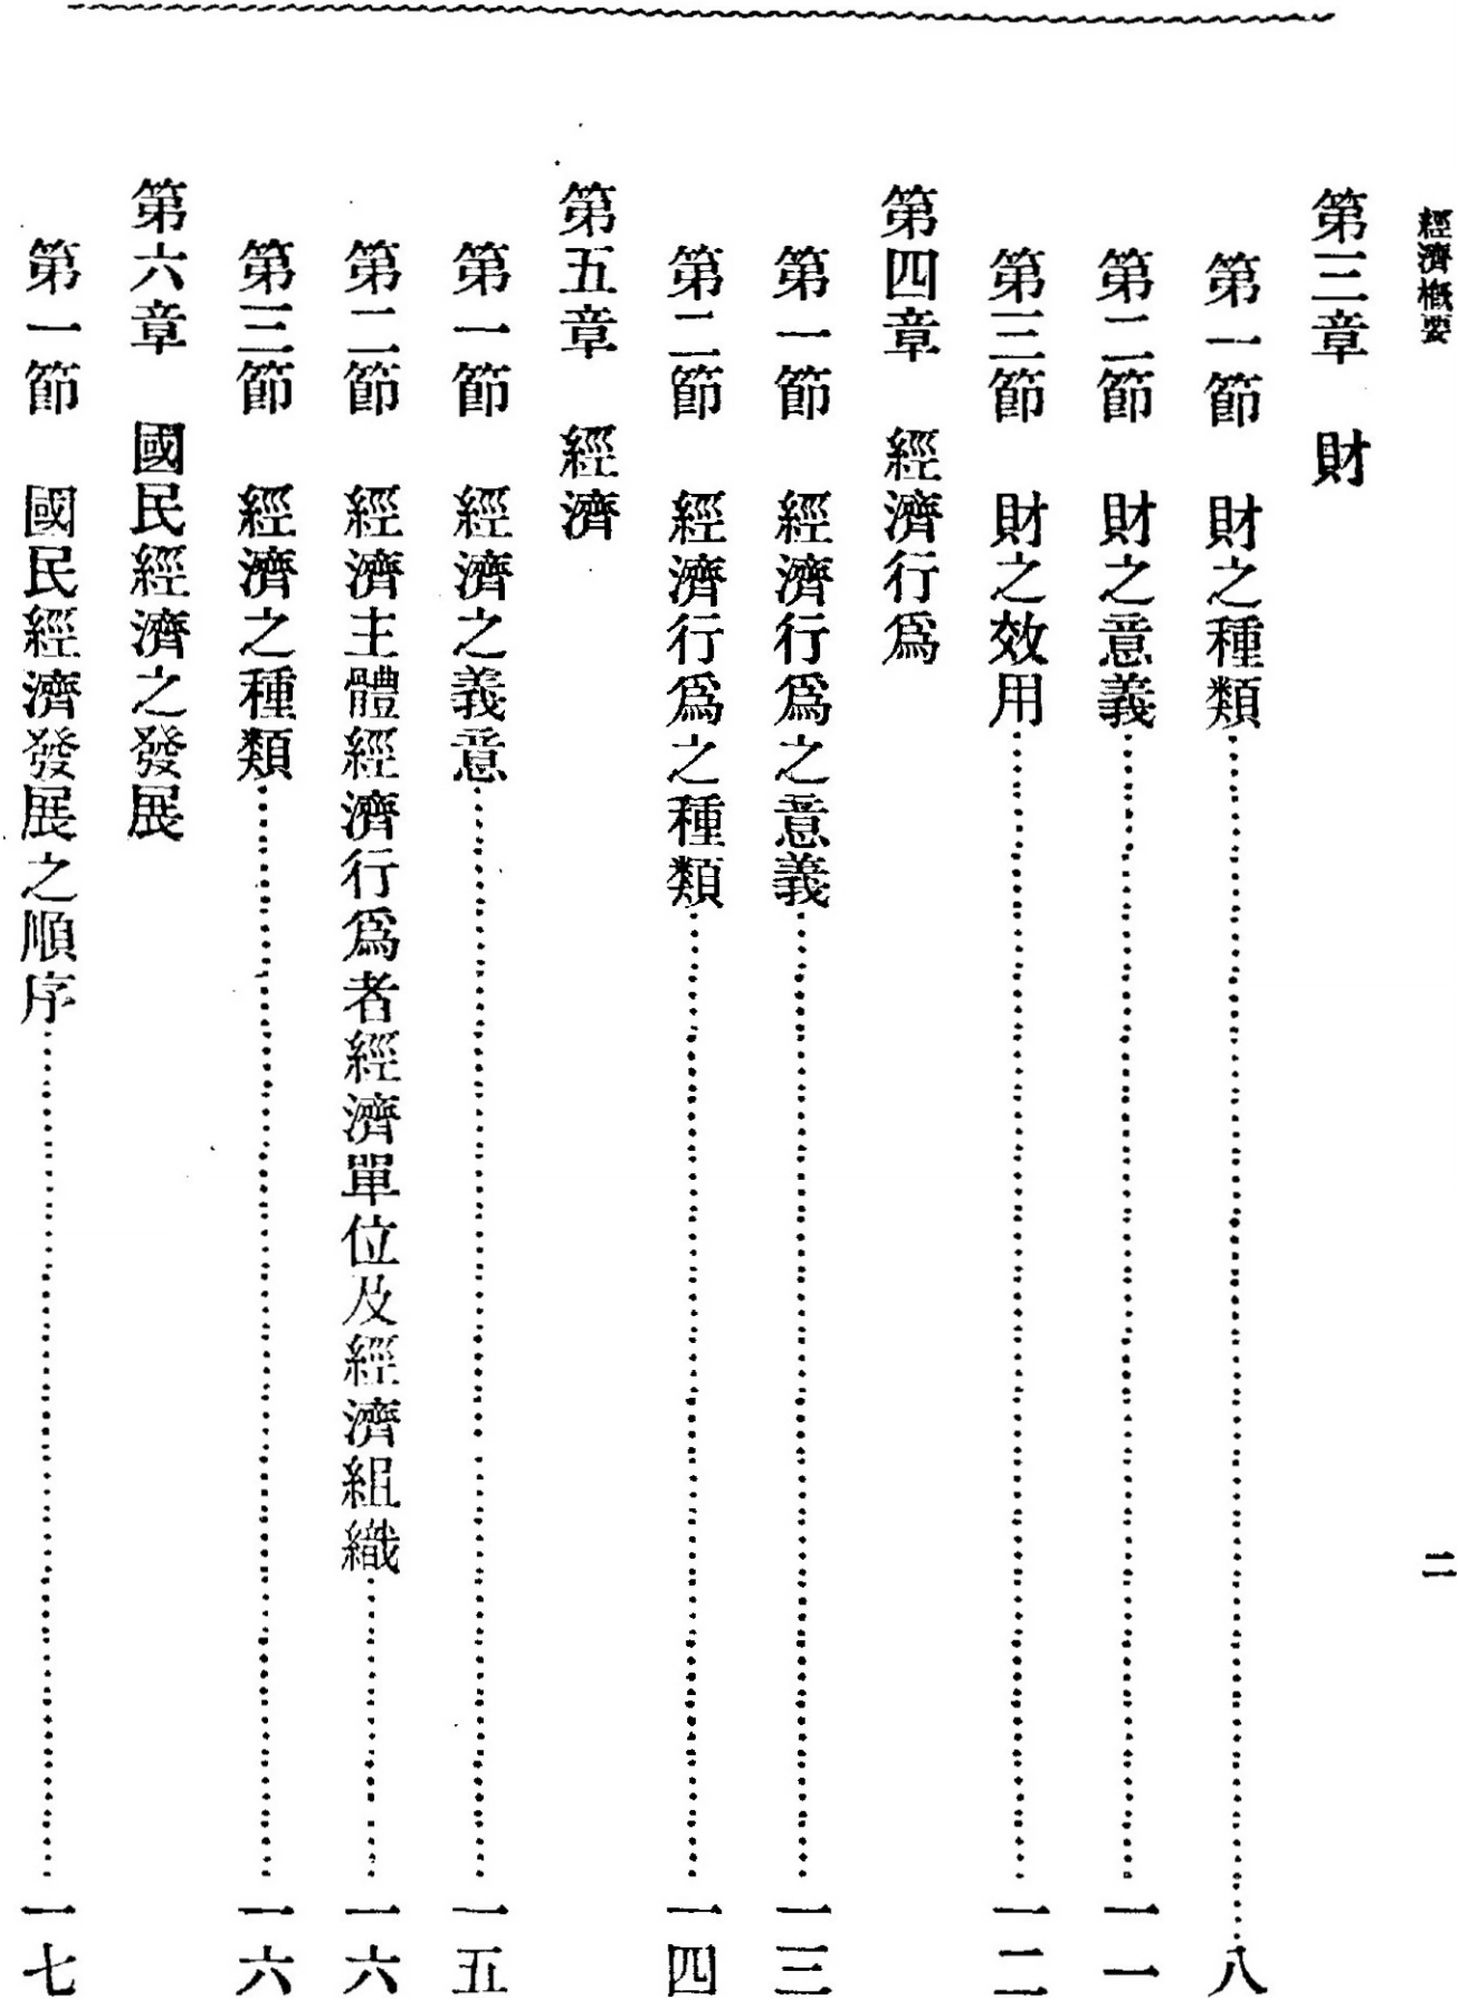 經濟概要
二
第三章　財
第一節　財之種類……八
第二節　財之意義……一一
第三節　財之效用……一二
第四章　經濟行爲
第一節　經濟行爲之意義……一三
第二節　經濟行爲之種類……一四
第五章　經濟
第一節　經濟之義意……一五
第二節　經濟主體經濟行爲者經濟單位及經濟組織……一六
第三節　經濟之種類……一六
第六章　國民經濟之發展
第一節　國民經濟發展之順序……一七